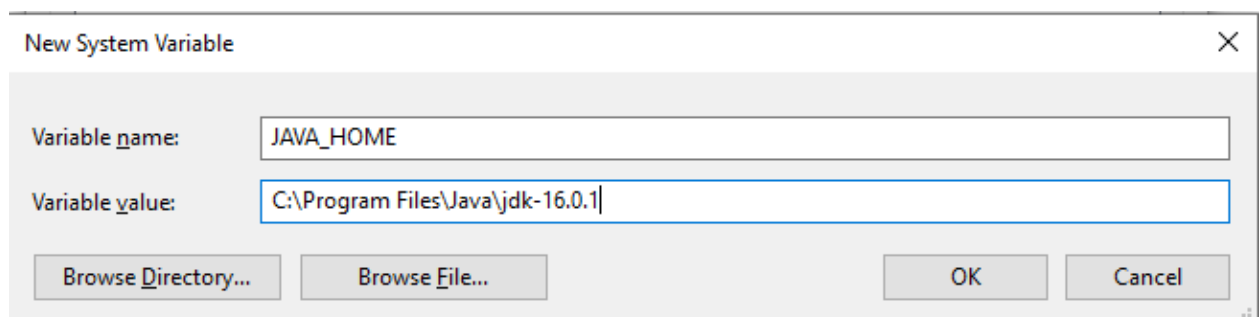 New System Variable
Variable name: JAVA_HOME
Variable value: C:\Program Files\Java\jdk-16.0.1
Browse Directory... Browse File... OK Cancel